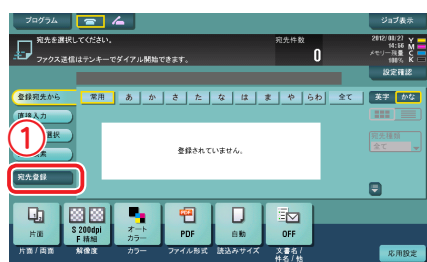 プログラム
ジョブ表示
宛先を選択してください。
ファクス送信はテンキーでダイアル開始できます。
宛先件数
0
2012/08/27
14:56
メモリー残量
100%
Y
M
C
K
設定確認
登録宛先から
常用
あ
か
さ
た
な
は
ま
や
らわ
全て
英字
かな
直接入力
選択
1
登録されていません。
宛先種類
全て
宛先登録
片面
S 200dpi
F 精細
オート
カラー
PDF
自動
OFF
片面/両面
解像度
カラー
ファイル形式
読込みサイズ
文書名/
件名/他
応用設定